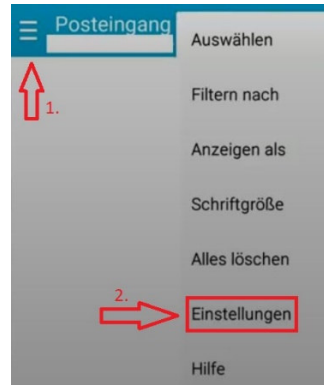 Posteingang
1.
Auswählen
Filtern nach
Anzeigen als
Schriftgröße
Alles löschen
2.
Einstellungen
Hilfe